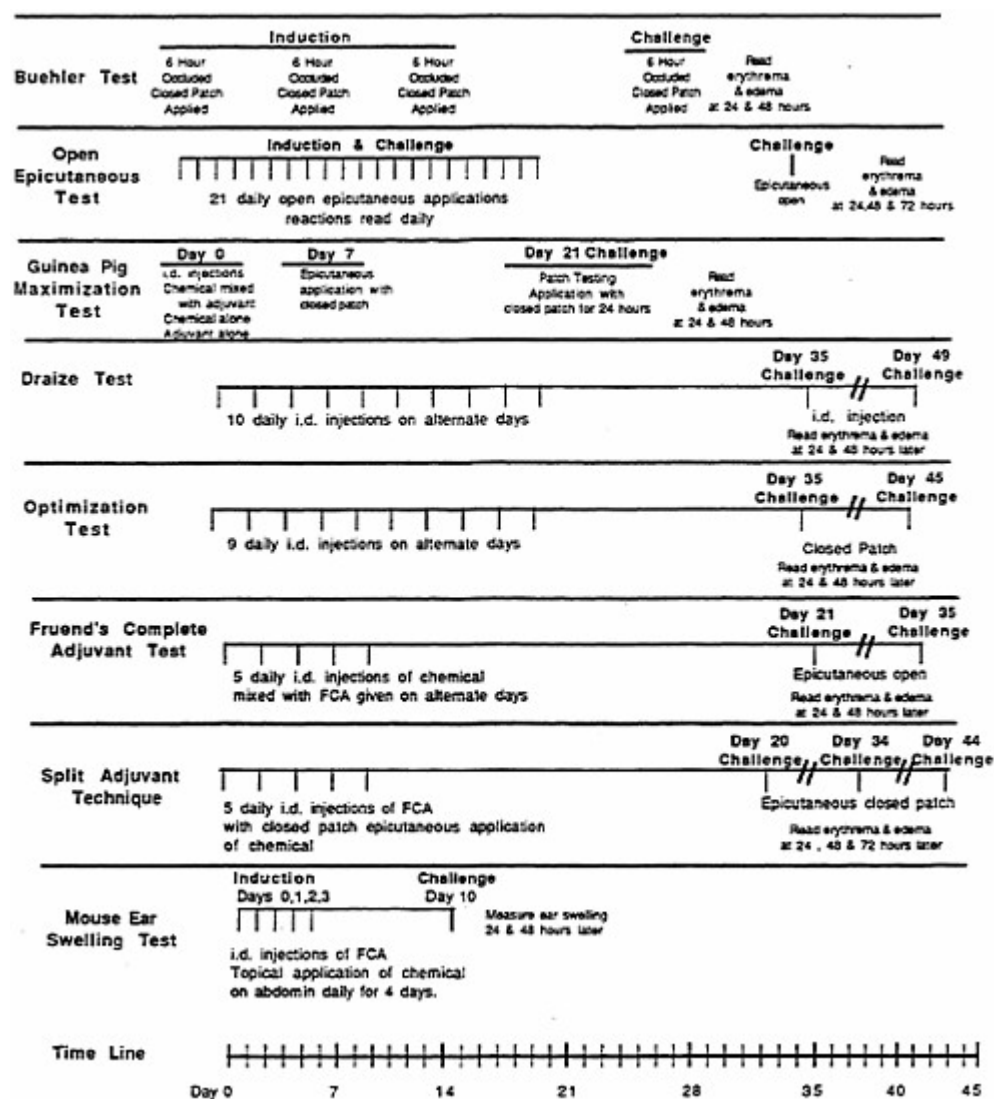 Induction
Challenge
Buehler Test
6 Hour
Occluded
Closed Patch
Applied
6 Hour
Occluded
Closed Patch
Applied
6 Hour
Occluded
Closed Patch
Applied
6 Hour
Occluded
Closed Patch
Applied
Read
erythrema
& edema
at 24 & 48 hours
Open
Epicutaneous
Test
Induction & Challenge
21 daily open epicutaneous applications
reactions read daily
Challenge
Epicutaneous
open
Read
erythrema
& edema
at 24,48 & 72 hours
Guinea Pig
Maximization
Test
Day 0
i.d. injections
Chemical mixed
with adjuvant
Chemical alone
Adjuvant alone
Day 7
Epicutaneous
application with
closed patch
Day 21 Challenge
Patch Testing
Application with
closed patch for 24 hours
Read
erythrema
& edema
at 24 & 48 hours
Draize Test
10 daily i.d. injections on alternate days
Day 35
Challenge
Day 49
Challenge
i.d. injection
Read erythrema & edema
at 24 & 48 hours later
Optimization
Test
9 daily i.d. injections on alternate days
Day 35
Challenge
Day 45
Challenge
Closed Patch
Read erythrema & edema
at 24 & 48 hours later
Fruend's Complete
Adjuvant Test
5 daily i.d. injections of chemical
mixed with FCA given on alternate days
Day 21
Challenge
Day 35
Challenge
Epicutaneous open
Read erythrema & edema
at 24 & 48 hours later
Split Adjuvant
Technique
5 daily i.d. injections of FCA
with closed patch epicutaneous application
of chemical
Day 20
Challenge
Day 34
Challenge
Day 44
Challenge
Epicutaneous closed patch
Read erythrema & edema
at 24 , 48 & 72 hours later
Mouse Ear
Swelling Test
Induction
Days 0,1,2,3
Challenge
Day 10
Measure ear swelling
24 & 48 hours later
i.d. injections of FCA
Topical application of chemical
on abdomin daily for 4 days.
Time Line
Day 0 7 14 21 28 35 40 45